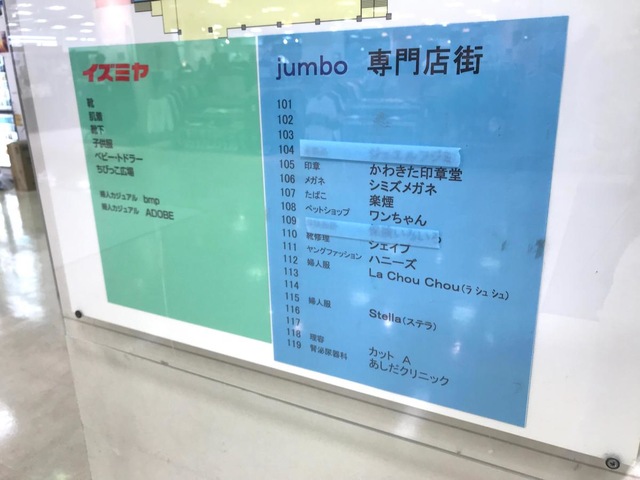 イズミヤ
靴
肌着
靴下
子供服
ベビー・トドラー
ちびっこ広場
婦人カジュアル bmp
婦人カジュアル ADOBE
jumbo 専門店街
101
102
103
104
105 印章 かわきた印章堂
106 メガネ シミズメガネ
107 たばこ 楽煙
108 ペットショップ ワンちゃん
109
110 靴修理 シェイプ
111 ヤングファッション ハニーズ
112 婦人服 La Chou Chou(ラシュシュ)
113
114
115 婦人服 Stella(ステラ)
116
117
118 理容 カット A
119 腎泌尿器科 あしだクリニック